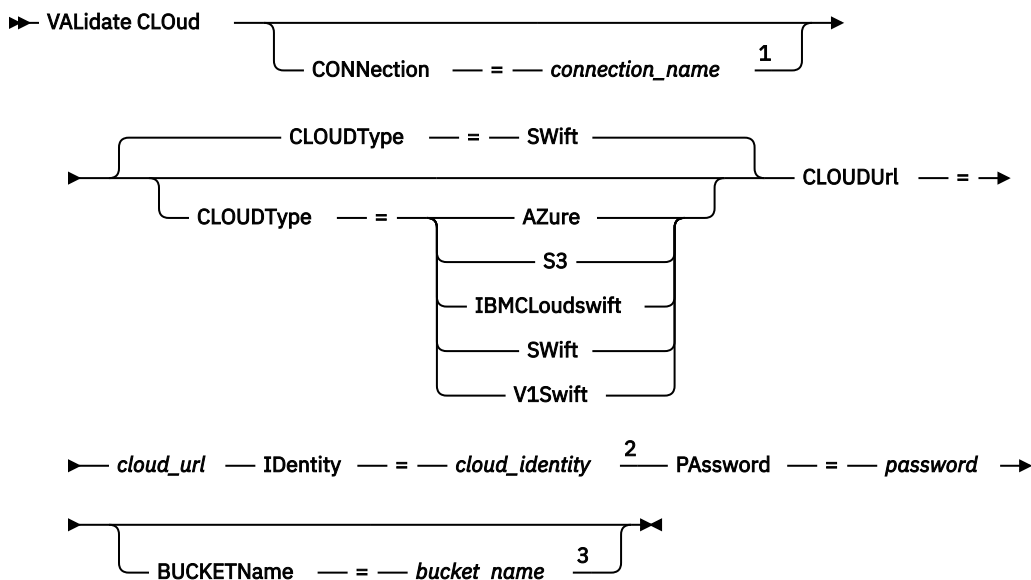 VALidate CLOud
CONNection = connection_name 1
CLOUDType = SWift
CLOUDUrl =
CLOUDType = AZure
S3
IBMCLoudswift
SWift
V1Swift
cloud_url IDentity = cloud_identity 2 PAssword = password
BUCKETName = bucket_name 3